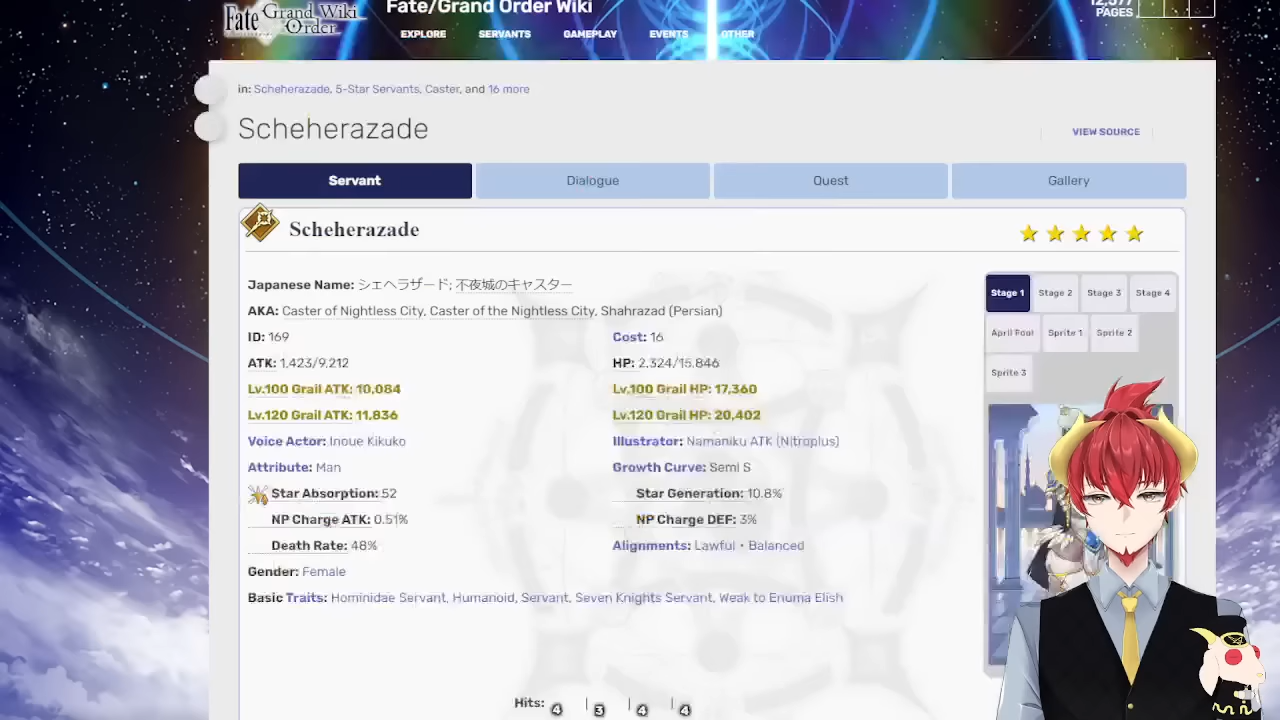 Fate/Grand Order Wiki
Fate Grand Wiki Order
12,577
PAGES
EXPLORE SERVANTS GAMEPLAY EVENTS OTHER
in: Scheherazade, 5-Star Servants, Caster, and 16 more
Scheherazade
VIEW SOURCE
Servant Dialogue Quest Gallery
Scheherazade
Japanese Name: シェヘラザード; 不夜城のキャスター
AKA: Caster of Nightless City, Caster of the Nightless City, Shahrazad (Persian)
ID: 169 Cost: 16
ATK: 1,423/9,212 HP: 2,324/15,846
Lv.100 Grail ATK: 10,084 Lv.100 Grail HP: 17,360
Lv.120 Grail ATK: 11,836 Lv.120 Grail HP: 20,402
Voice Actor: Inoue Kikuko Illustrator: Namaniku ATK (Nitroplus)
Attribute: Man Growth Curve: Semi S
Star Absorption: 52 Star Generation: 10.8%
NP Charge ATK: 0.51% NP Charge DEF: 3%
Death Rate: 48% Alignments: Lawful・Balanced
Gender: Female
Basic Traits: Hominidae Servant, Humanoid, Servant, Seven Knights Servant, Weak to Enuma Elish
Hits: 4 | 3 | 4 | 4
Stage 1 Stage 2 Stage 3 Stage 4
April Fool Sprite 1 Sprite 2
Sprite 3